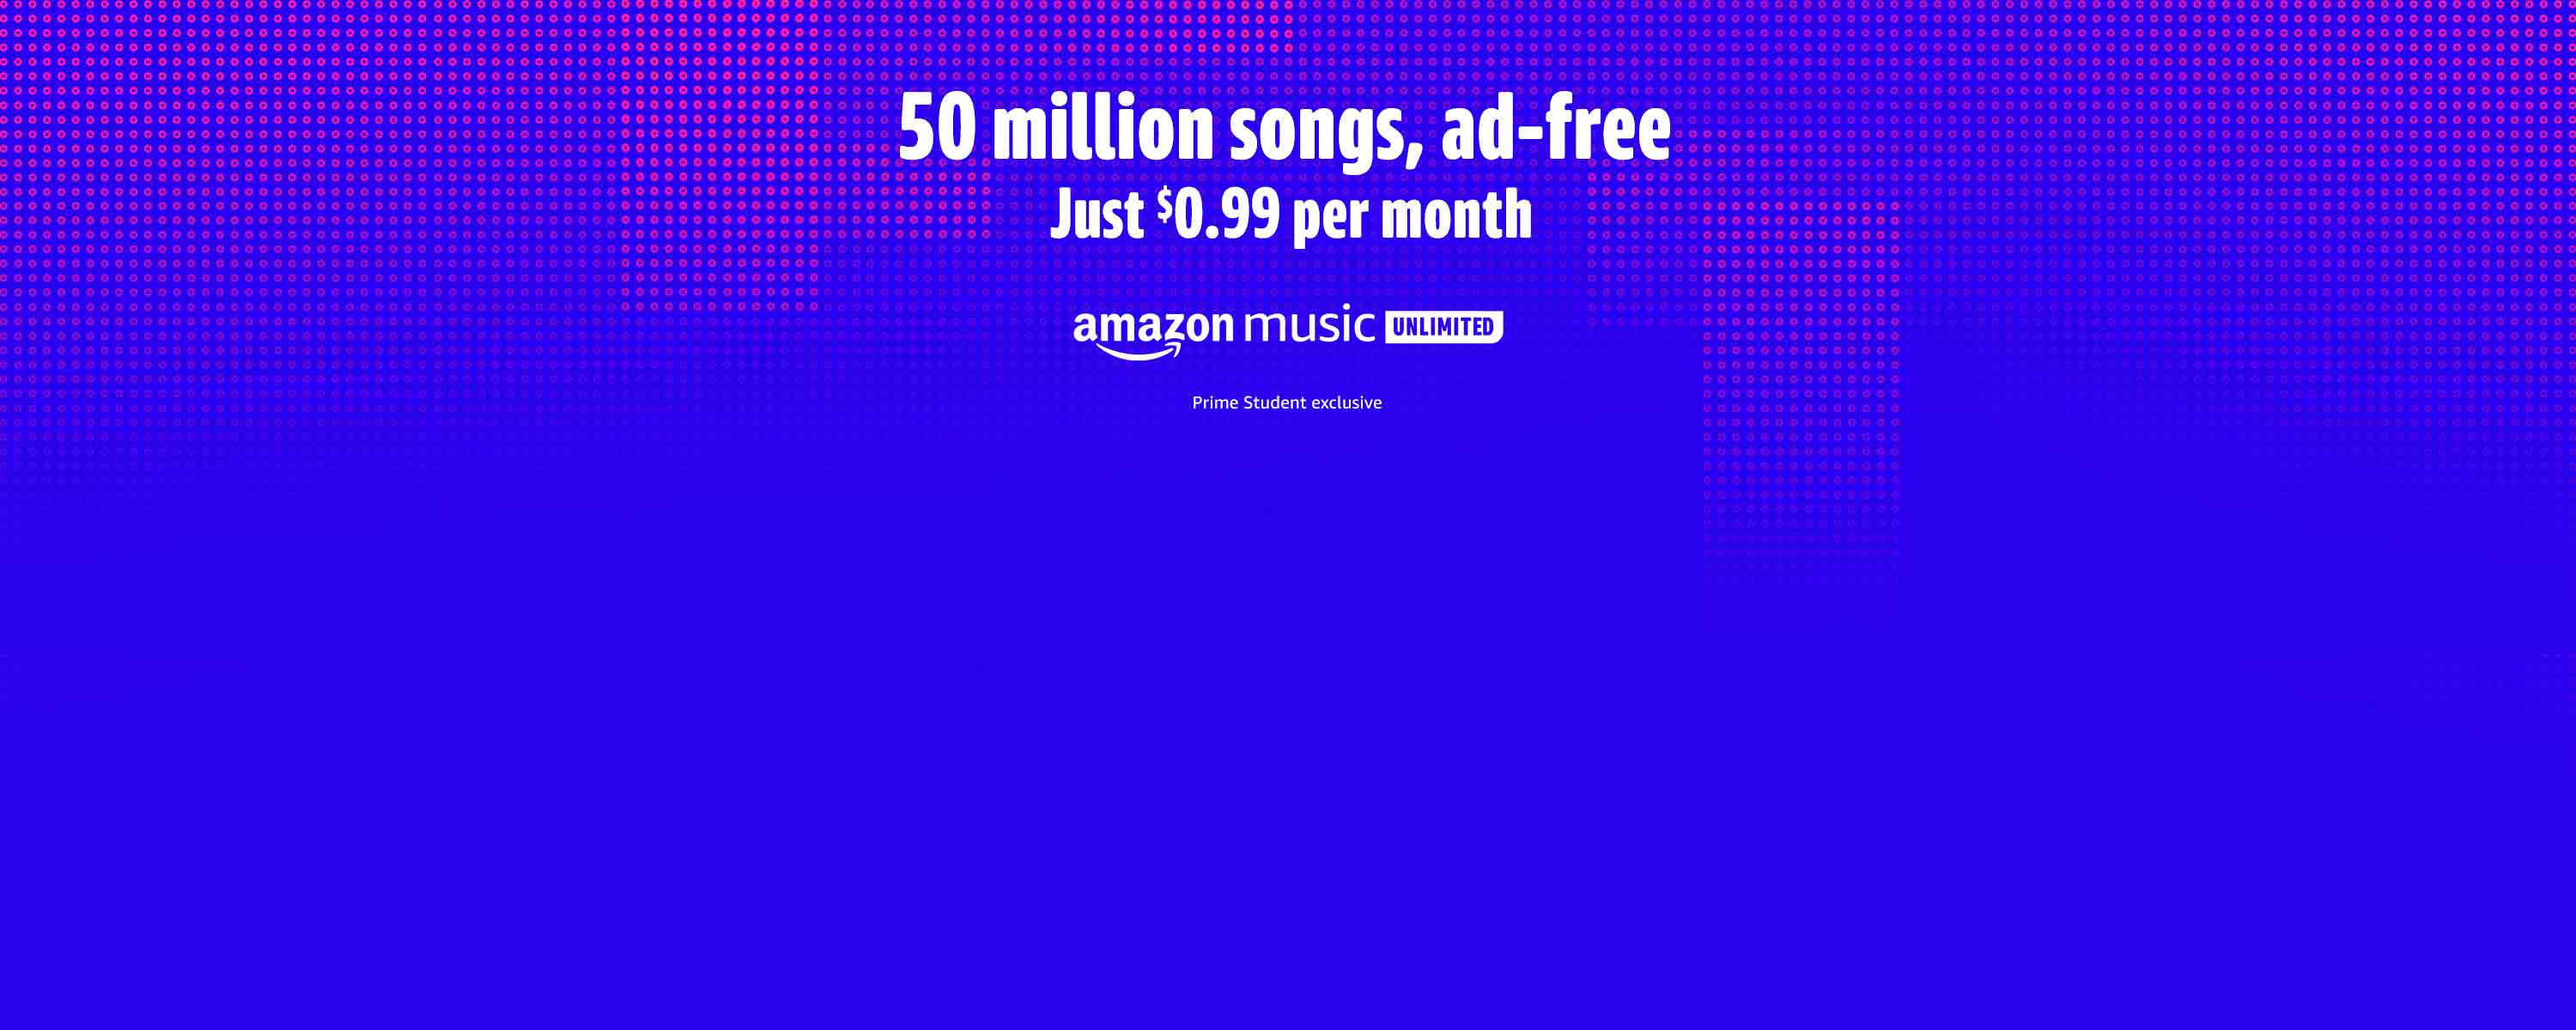 50 million songs, ad-free
Just $0.99 per month
amazon music UNLIMITED
Prime Student exclusive